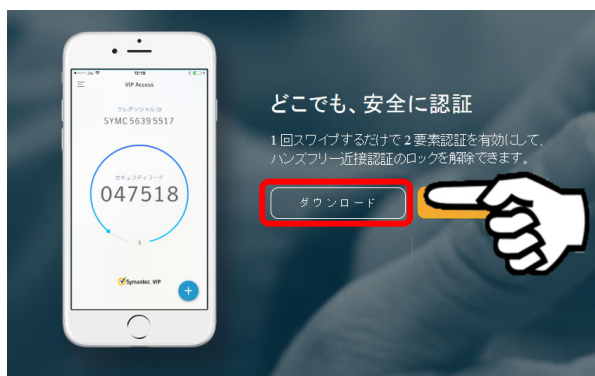 12:19
VIP Access
クレデンシャル ID
SYMC 5639 5517
セキュリティコード
047518
Symantec VIP
どこでも、安全に認証
1回スワイプするだけで2要素認証を有効にして、
ハンズフリー近接認証のロックを解除できます。
ダウンロード